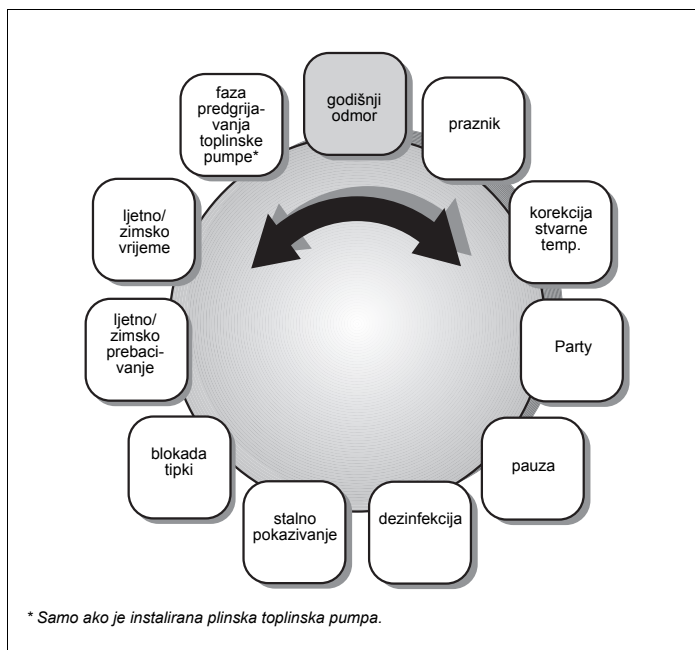 godišnji
odmor
praznik
korekcija
stvarne
temp.
Party
pauza
dezinfekcija
stalno
pokazivanje
blokada
tipki
ljetno/
zimsko
prebaci-
vanje
ljetno/
zimsko
vrijeme
faza
predgrija-
vanja
toplinske
pumpe*
* Samo ako je instalirana plinska toplinska pumpa.